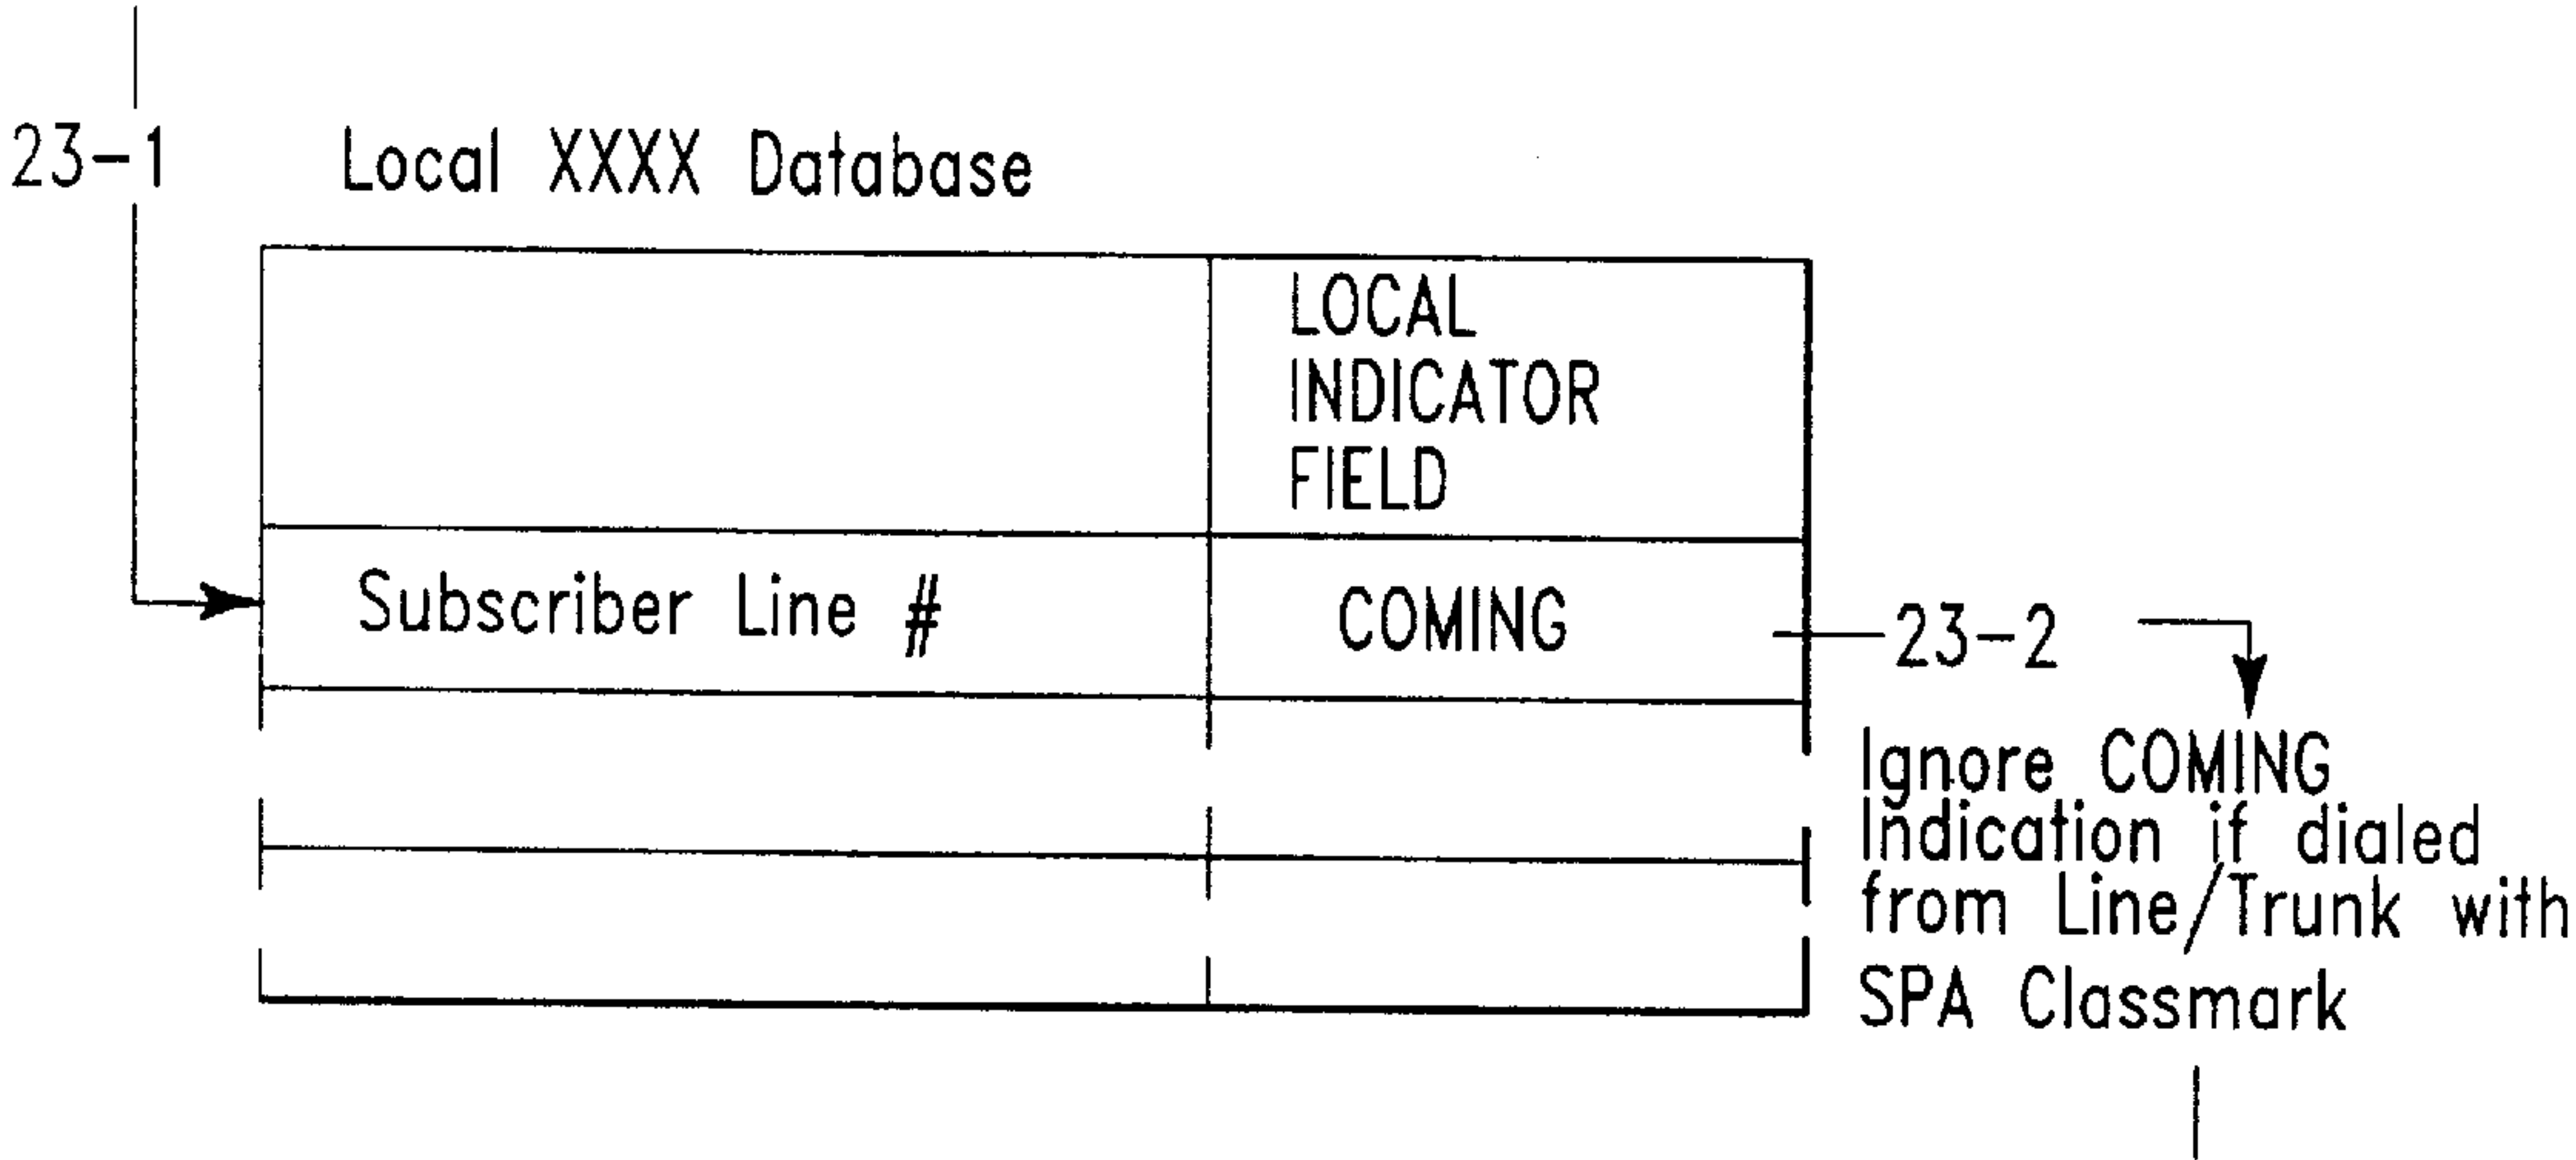 23-1
Local XXXX Database
LOCAL
INDICATOR
FIELD
Subscriber Line #
COMING
23-2
Ignore COMING
Indication if dialed
from Line/Trunk with
SPA Classmark